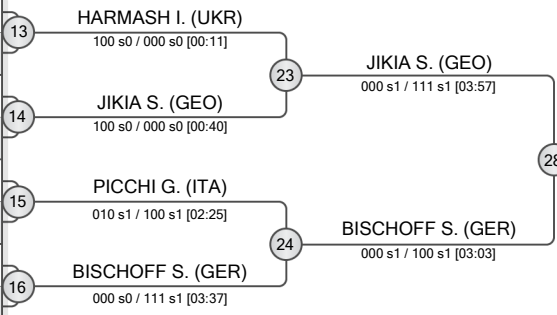 HARMASH I. (UKR)
13
100 s0 / 000 s0 [00:11]
23
JIKIA S. (GEO)
000 s1 / 111 s1 [03:57]
JIKIA S. (GEO)
14
100 s0 / 000 s0 [00:40]
28
PICCHI G. (ITA)
15
010 s1 / 100 s1 [02:25]
24
BISCHOFF S. (GER)
000 s1 / 100 s1 [03:03]
BISCHOFF S. (GER)
16
000 s0 / 111 s1 [03:37]